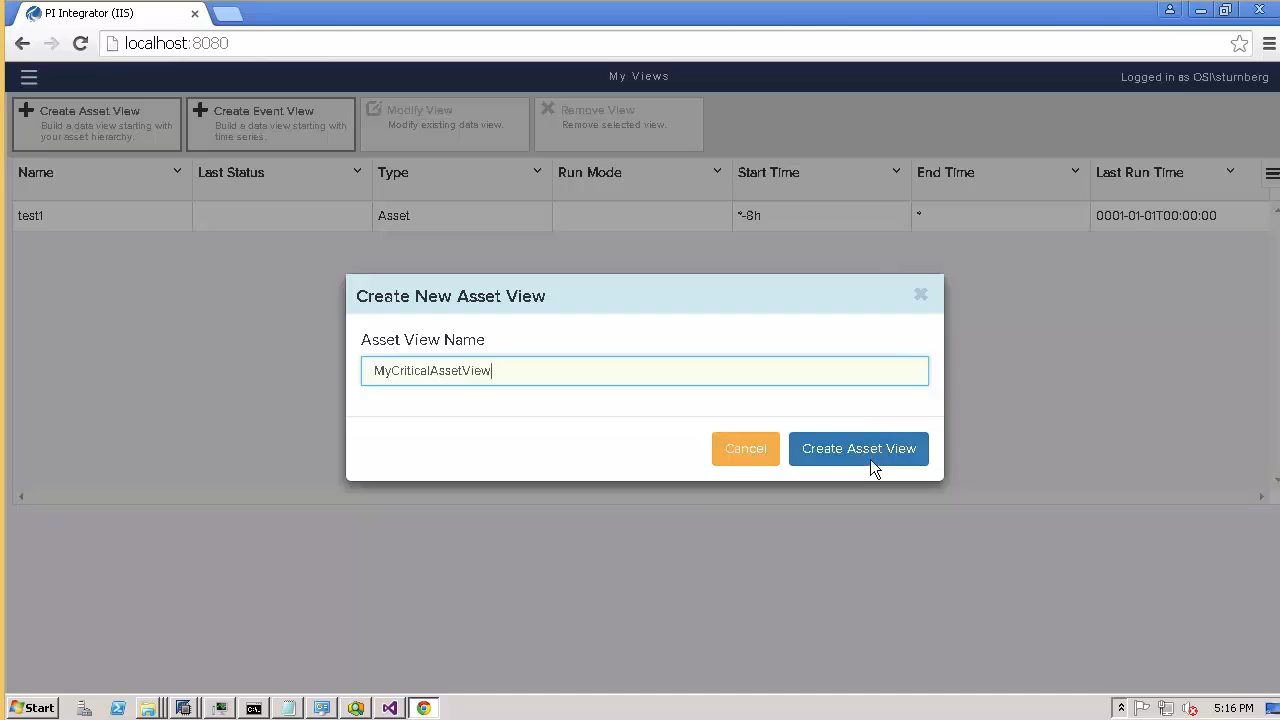 PI Integrator (IIS)
localhost:8080
My Views
Logged in as OSI\sturnberg
Create Asset View
Build a data view starting with
your asset hierarchy.
Create Event View
Build a data view starting with
time series.
Modify View
Modify existing data view.
Remove View
Remove selected view.
Name Last Status Type Run Mode Start Time End Time Last Run Time
test1 Asset *-8h * 0001-01-01T00:00:00
Create New Asset View
Asset View Name
MyCriticalAssetView
Cancel Create Asset View
Start 5:16 PM